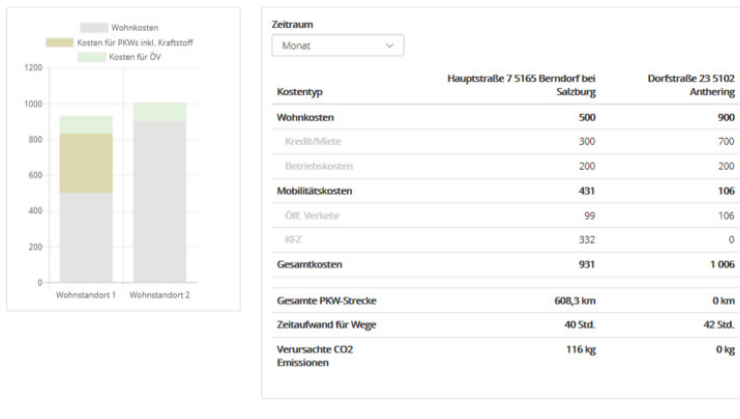 Wohnkosten
Kosten für PKWs inkl. Kraftstoff
Kosten für ÖV
1200
1000
800
600
400
200
0
Wohnstandort 1 Wohnstandort 2
Zeitraum
Monat
Kostentyp Hauptstraße 7 5165 Berndorf bei Salzburg Dorfstraße 23 5102 Anthering
Wohnkosten 500 900
Kredit/Miete 300 700
Betriebskosten 200 200
Mobilitätskosten 431 106
Öff. Verkehr 99 106
KFZ 332 0
Gesamtkosten 931 1 006
Gesamte PKW-Strecke 608,3 km 0 km
Zeitaufwand für Wege 40 Std. 42 Std.
Verursachte CO2 Emissionen 116 kg 0 kg